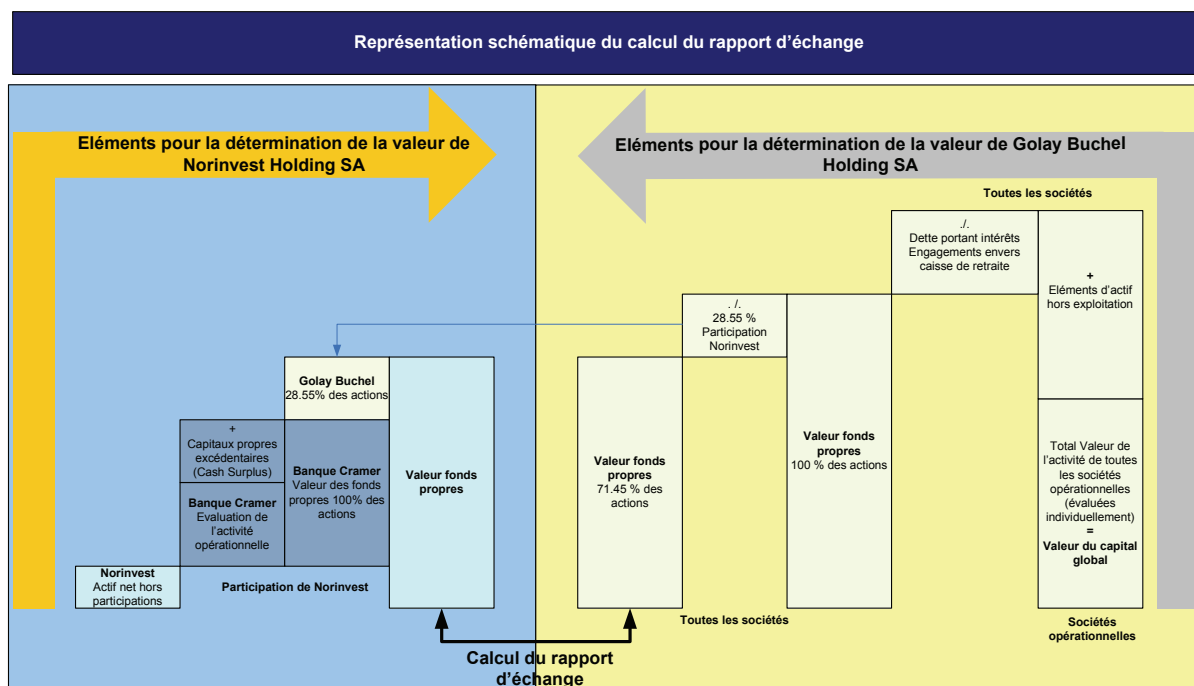 Représentation schématique du calcul du rapport d'échange
Eléments pour la détermination de la valeur de
Norinvest Holding SA
Eléments pour la détermination de la valeur de Golay Buchel
Holding SA
Toutes les sociétés
./.
Dette portant intérêts
Engagements envers
caisse de retraite
+
Eléments d'actif
hors exploitation
. /.
28.55 %
Participation
Norinvest
Golay Buchel
28.55% des actions
+
Capitaux propres
excédentaires
(Cash Surplus)
Banque Cramer
Evaluation de
l'activité
opérationnelle
Banque Cramer
Valeur des fonds
propres 100% des
actions
Valeur fonds
propres
Valeur fonds
propres
71.45 % des
actions
Valeur fonds
propres
100 % des actions
Total Valeur de
l'activité de toutes
les sociétés
opérationnelles
(évaluées
individuellement)
=
Valeur du capital
global
Norinvest
Actif net hors
participations
Participation de Norinvest
Toutes les sociétés
Sociétés
opérationnelles
Calcul du rapport
d'échange